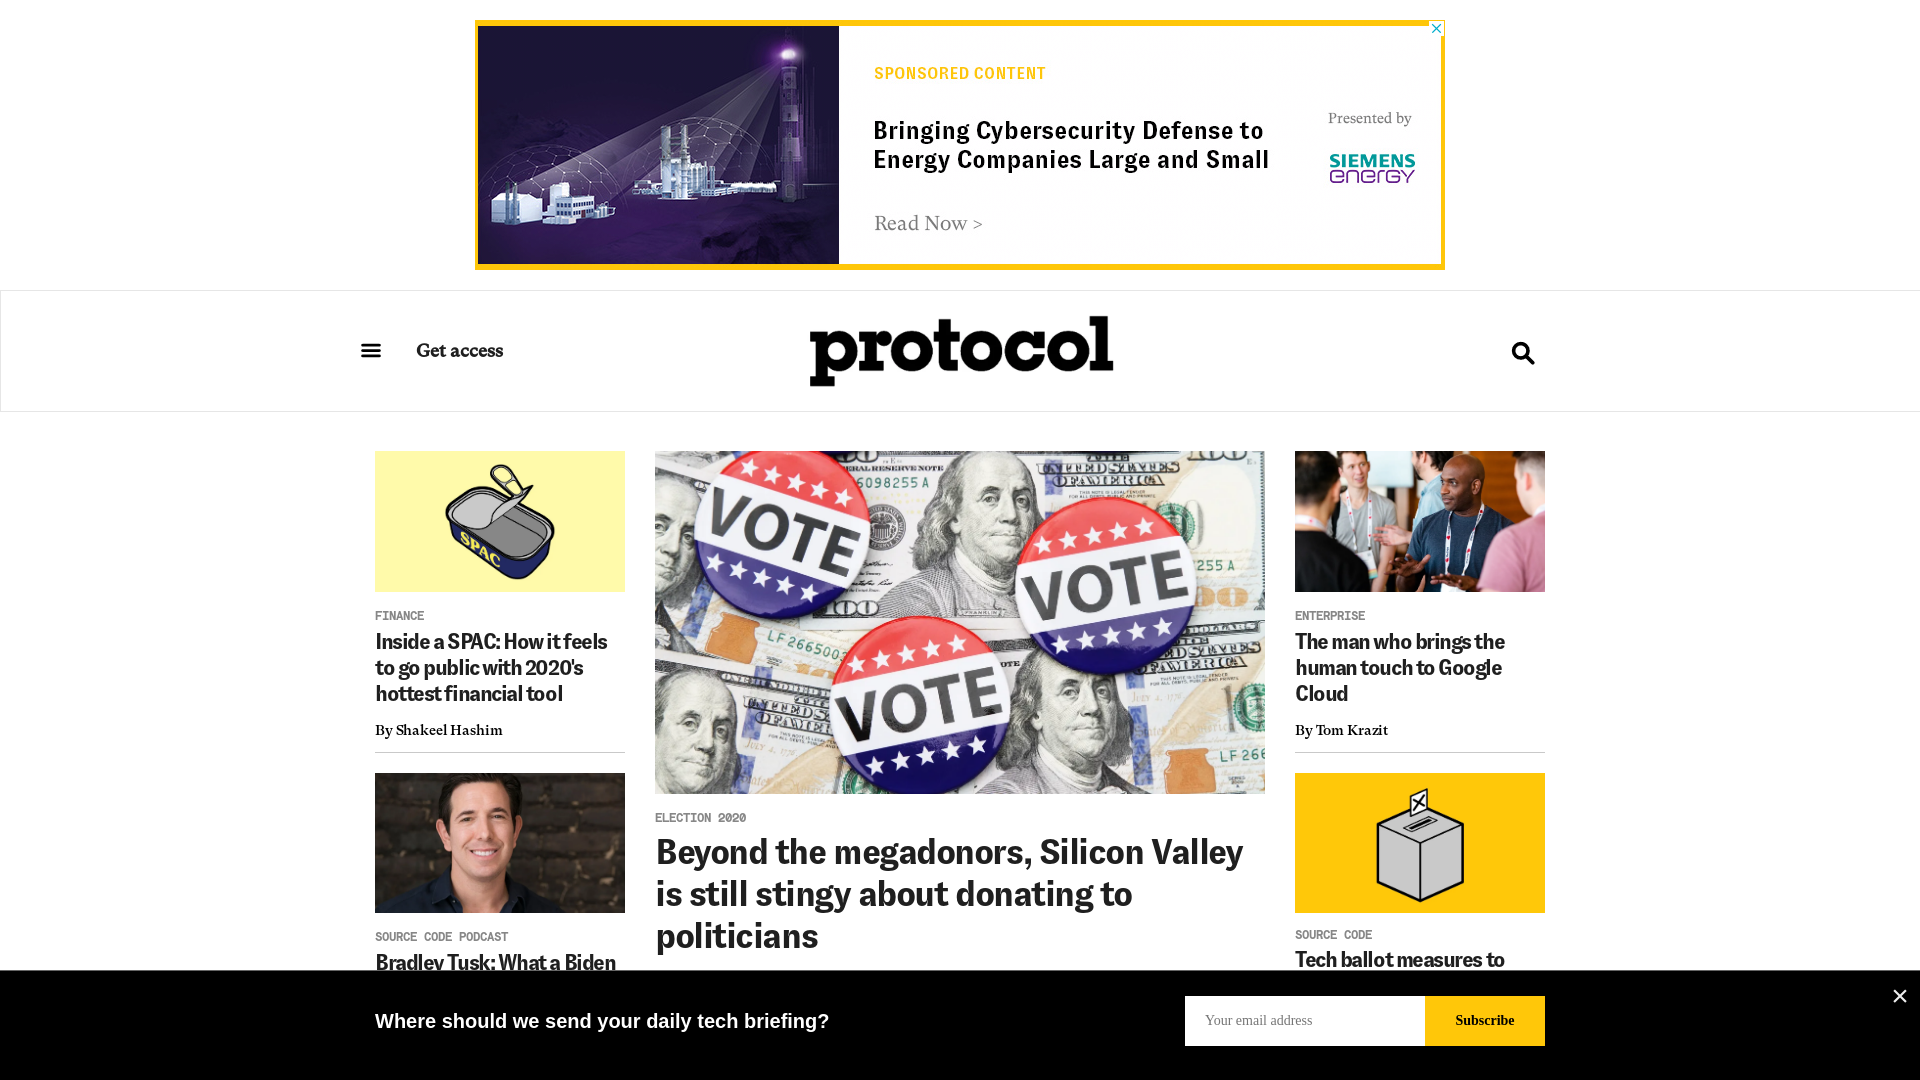 SPONSORED CONTENT
Bringing Cybersecurity Defense to
Energy Companies Large and Small
Read Now >
Presented by
SIEMENS
energy
Get access
protocol
SPAC
FINANCE
Inside a SPAC: How it feels
to go public with 2020's
hottest financial tool
By Shakeel Hashim
SOURCE CODE PODCAST
Bradley Tusk: What a Biden
VOTE
VOTE
VOTE
ELECTION 2020
Beyond the megadonors, Silicon Valley
is still stingy about donating to
politicians
ENTERPRISE
The man who brings the
human touch to Google
Cloud
By Tom Krazit
SOURCE CODE
Tech ballot measures to
Where should we send your daily tech briefing?
Your email address
Subscribe